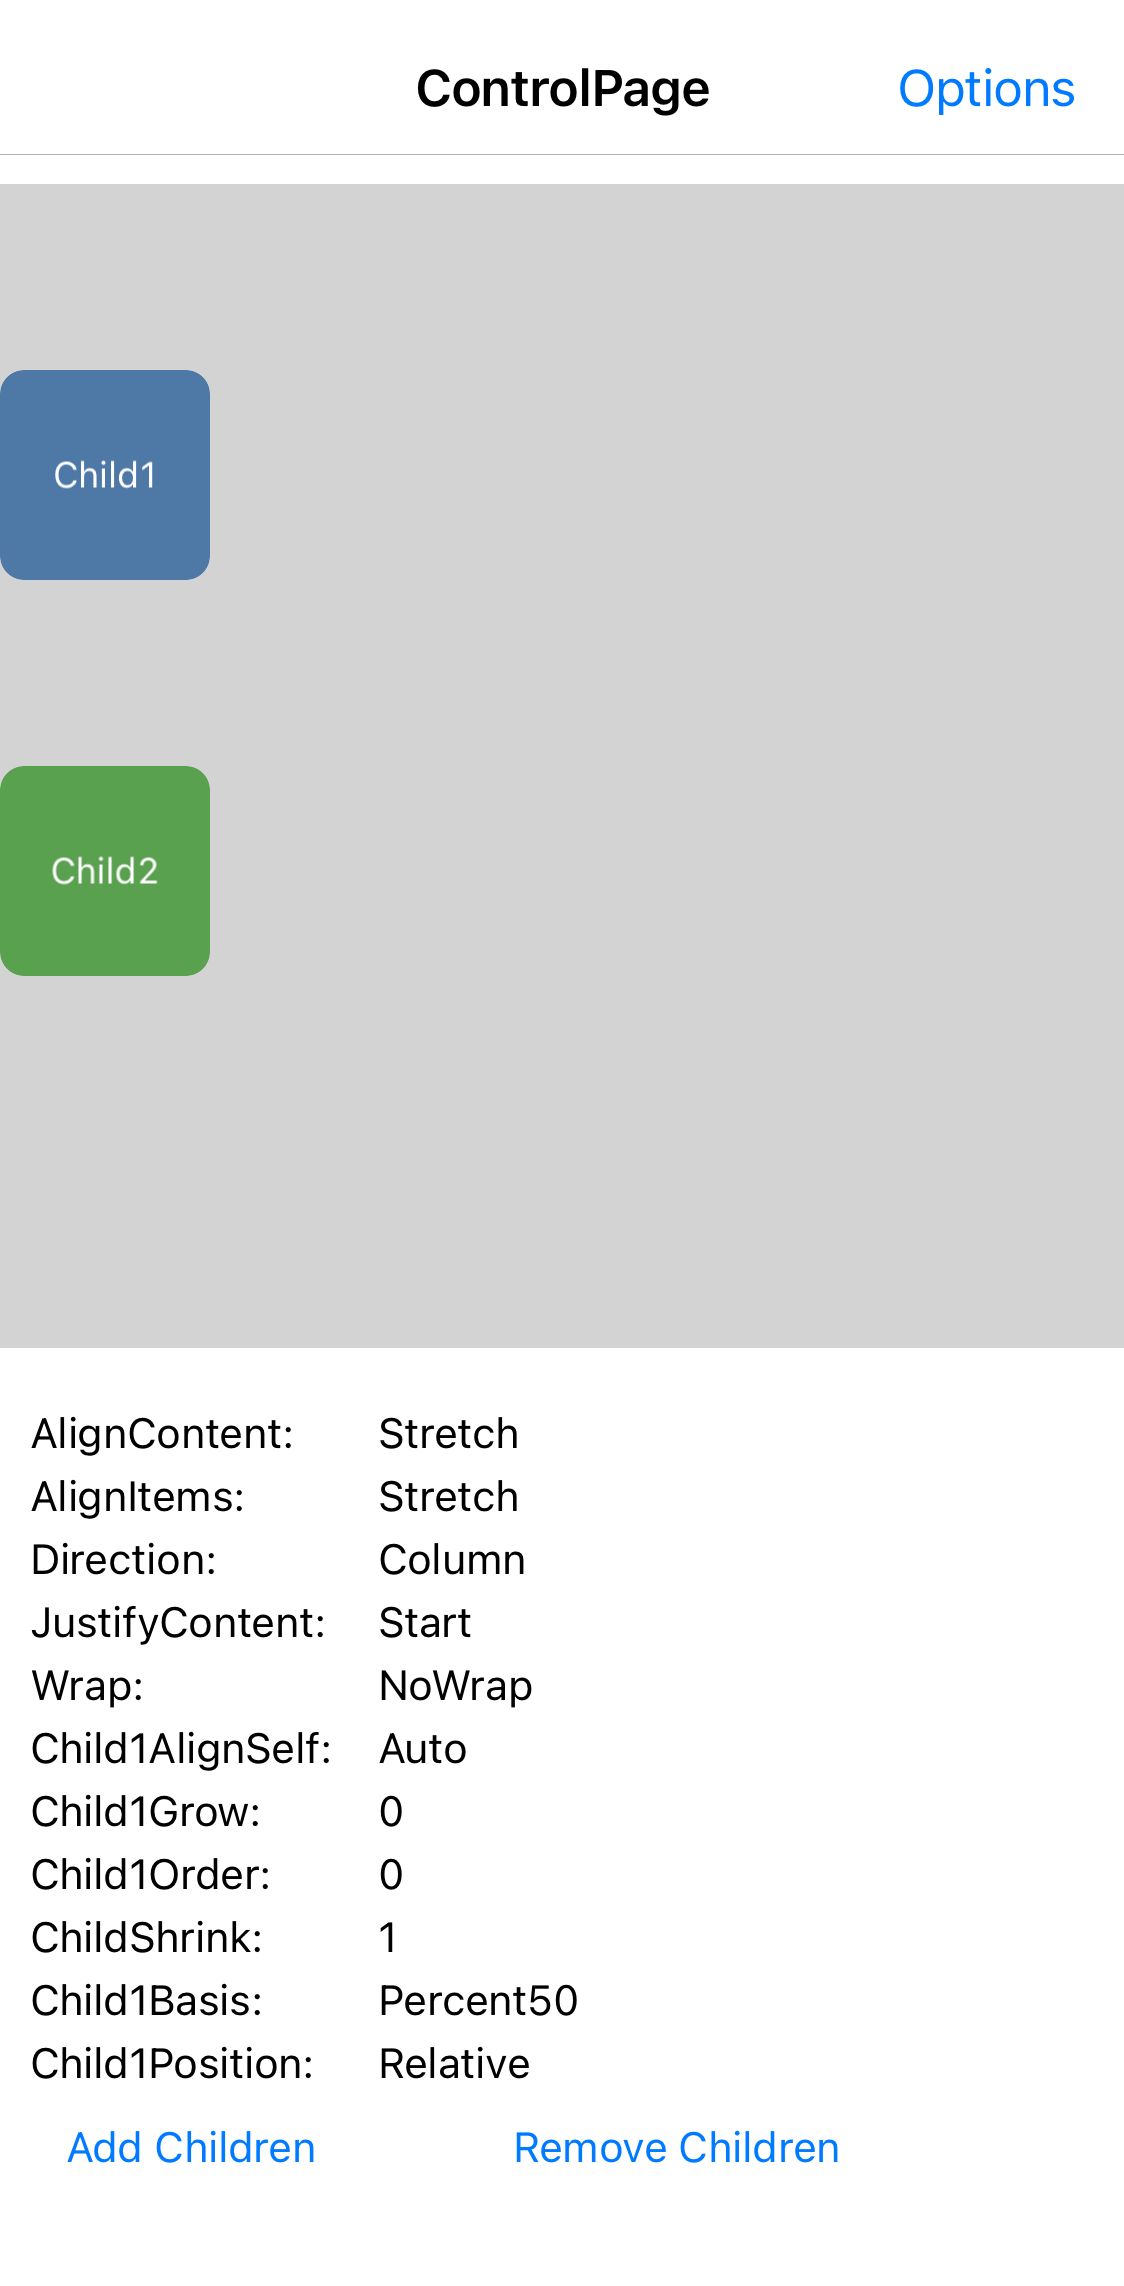 ControlPage
Options
Child1
Child2
AlignContent: Stretch
AlignItems: Stretch
Direction: Column
JustifyContent: Start
Wrap: NoWrap
Child1AlignSelf: Auto
Child1Grow: 0
Child1Order: 0
ChildShrink: 1
Child1Basis: Percent50
Child1Position: Relative
Add Children
Remove Children